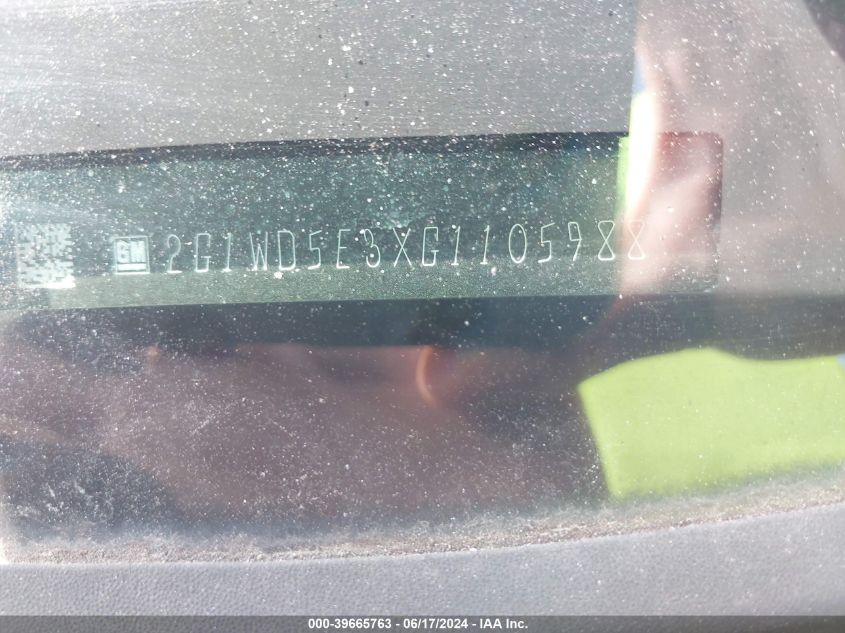 GM 2G1WD5E3XG1105988
000-39665763 - 06/17/2024 - IAA Inc.